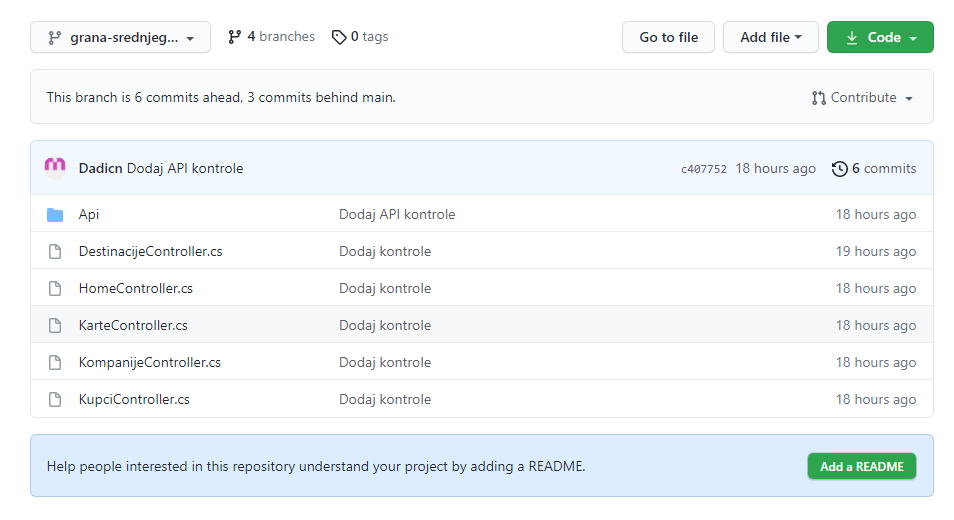 grana-srednjeg... 4 branches 0 tags Go to file Add file Code
This branch is 6 commits ahead, 3 commits behind main. Contribute
Dadicn Dodaj API kontrole c407752 18 hours ago 6 commits
Api Dodaj API kontrole 18 hours ago
DestinacijeController.cs Dodaj kontrole 19 hours ago
HomeController.cs Dodaj kontrole 18 hours ago
KarteController.cs Dodaj kontrole 18 hours ago
KompanijeController.cs Dodaj kontrole 18 hours ago
KupciController.cs Dodaj kontrole 18 hours ago
Help people interested in this repository understand your project by adding a README. Add a README